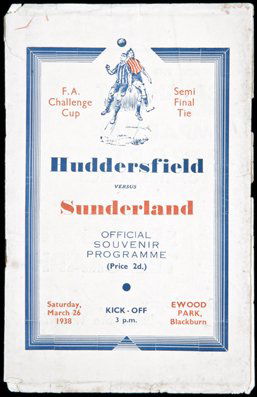 F.A.
Challenge
Cup
Semi
Final
Tie
Huddersfield
VERSUS
Sunderland
OFFICIAL
SOUVENIR
PROGRAMME
(Price 2d.)
Saturday,
March 26
1938
KICK-OFF
3 p.m.
EWOOD
PARK,
Blackburn